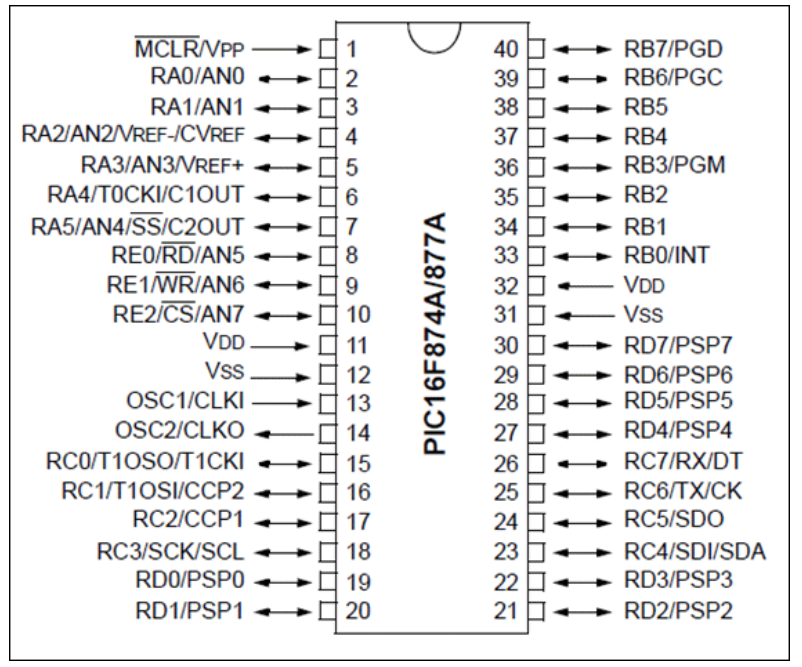 M̅C̅L̅R̅/VPP 1 40 RB7/PGD
RA0/AN0 2 39 RB6/PGC
RA1/AN1 3 38 RB5
RA2/AN2/VREF-/CVREF 4 37 RB4
RA3/AN3/VREF+ 5 36 RB3/PGM
RA4/T0CKI/C1OUT 6 35 RB2
RA5/AN4/S̅S̅/C2OUT 7 34 RB1
RE0/R̅D̅/AN5 8 33 RB0/INT
RE1/W̅R̅/AN6 9 32 VDD
RE2/C̅S̅/AN7 10 31 VSS
VDD 11 30 RD7/PSP7
VSS 12 29 RD6/PSP6
OSC1/CLKI 13 28 RD5/PSP5
OSC2/CLKO 14 27 RD4/PSP4
RC0/T1OSO/T1CKI 15 26 RC7/RX/DT
RC1/T1OSI/CCP2 16 25 RC6/TX/CK
RC2/CCP1 17 24 RC5/SDO
RC3/SCK/SCL 18 23 RC4/SDI/SDA
RD0/PSP0 19 22 RD3/PSP3
RD1/PSP1 20 21 RD2/PSP2
PIC16F874A/877A